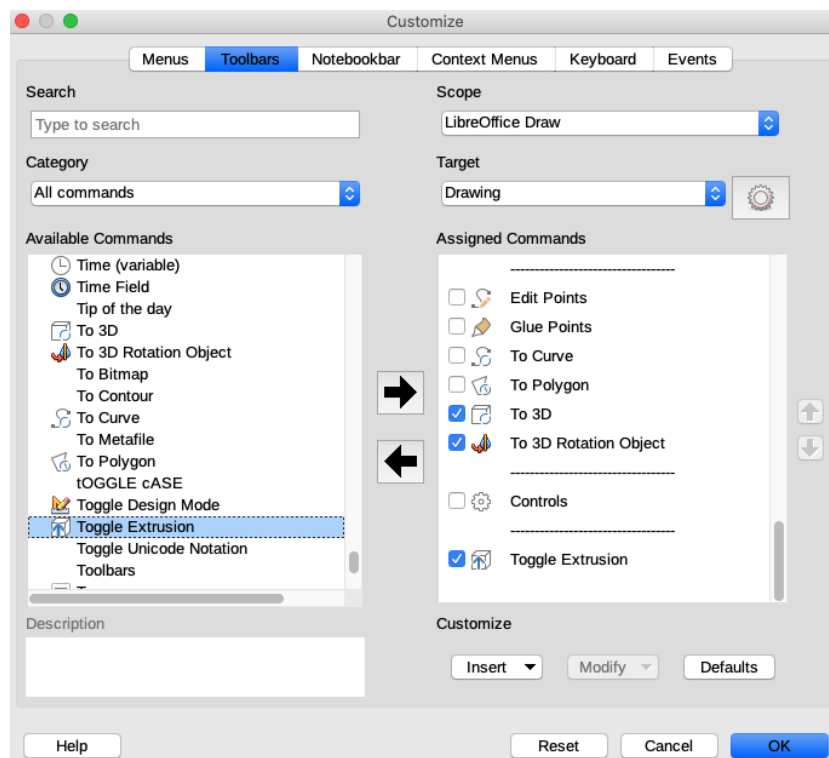 Customize
Menus Toolbars Notebookbar Context Menus Keyboard Events
Search
Type to search
Category
All commands
Available Commands
Time (variable)
Time Field
Tip of the day
To 3D
To 3D Rotation Object
To Bitmap
To Contour
To Curve
To Metafile
To Polygon
tOGGLE cASE
Toggle Design Mode
Toggle Extrusion
Toggle Unicode Notation
Toolbars
Description
Scope
LibreOffice Draw
Target
Drawing
Assigned Commands
Edit Points
Glue Points
To Curve
To Polygon
To 3D
To 3D Rotation Object
Controls
Toggle Extrusion
Customize
Insert Modify Defaults
Help Reset Cancel OK